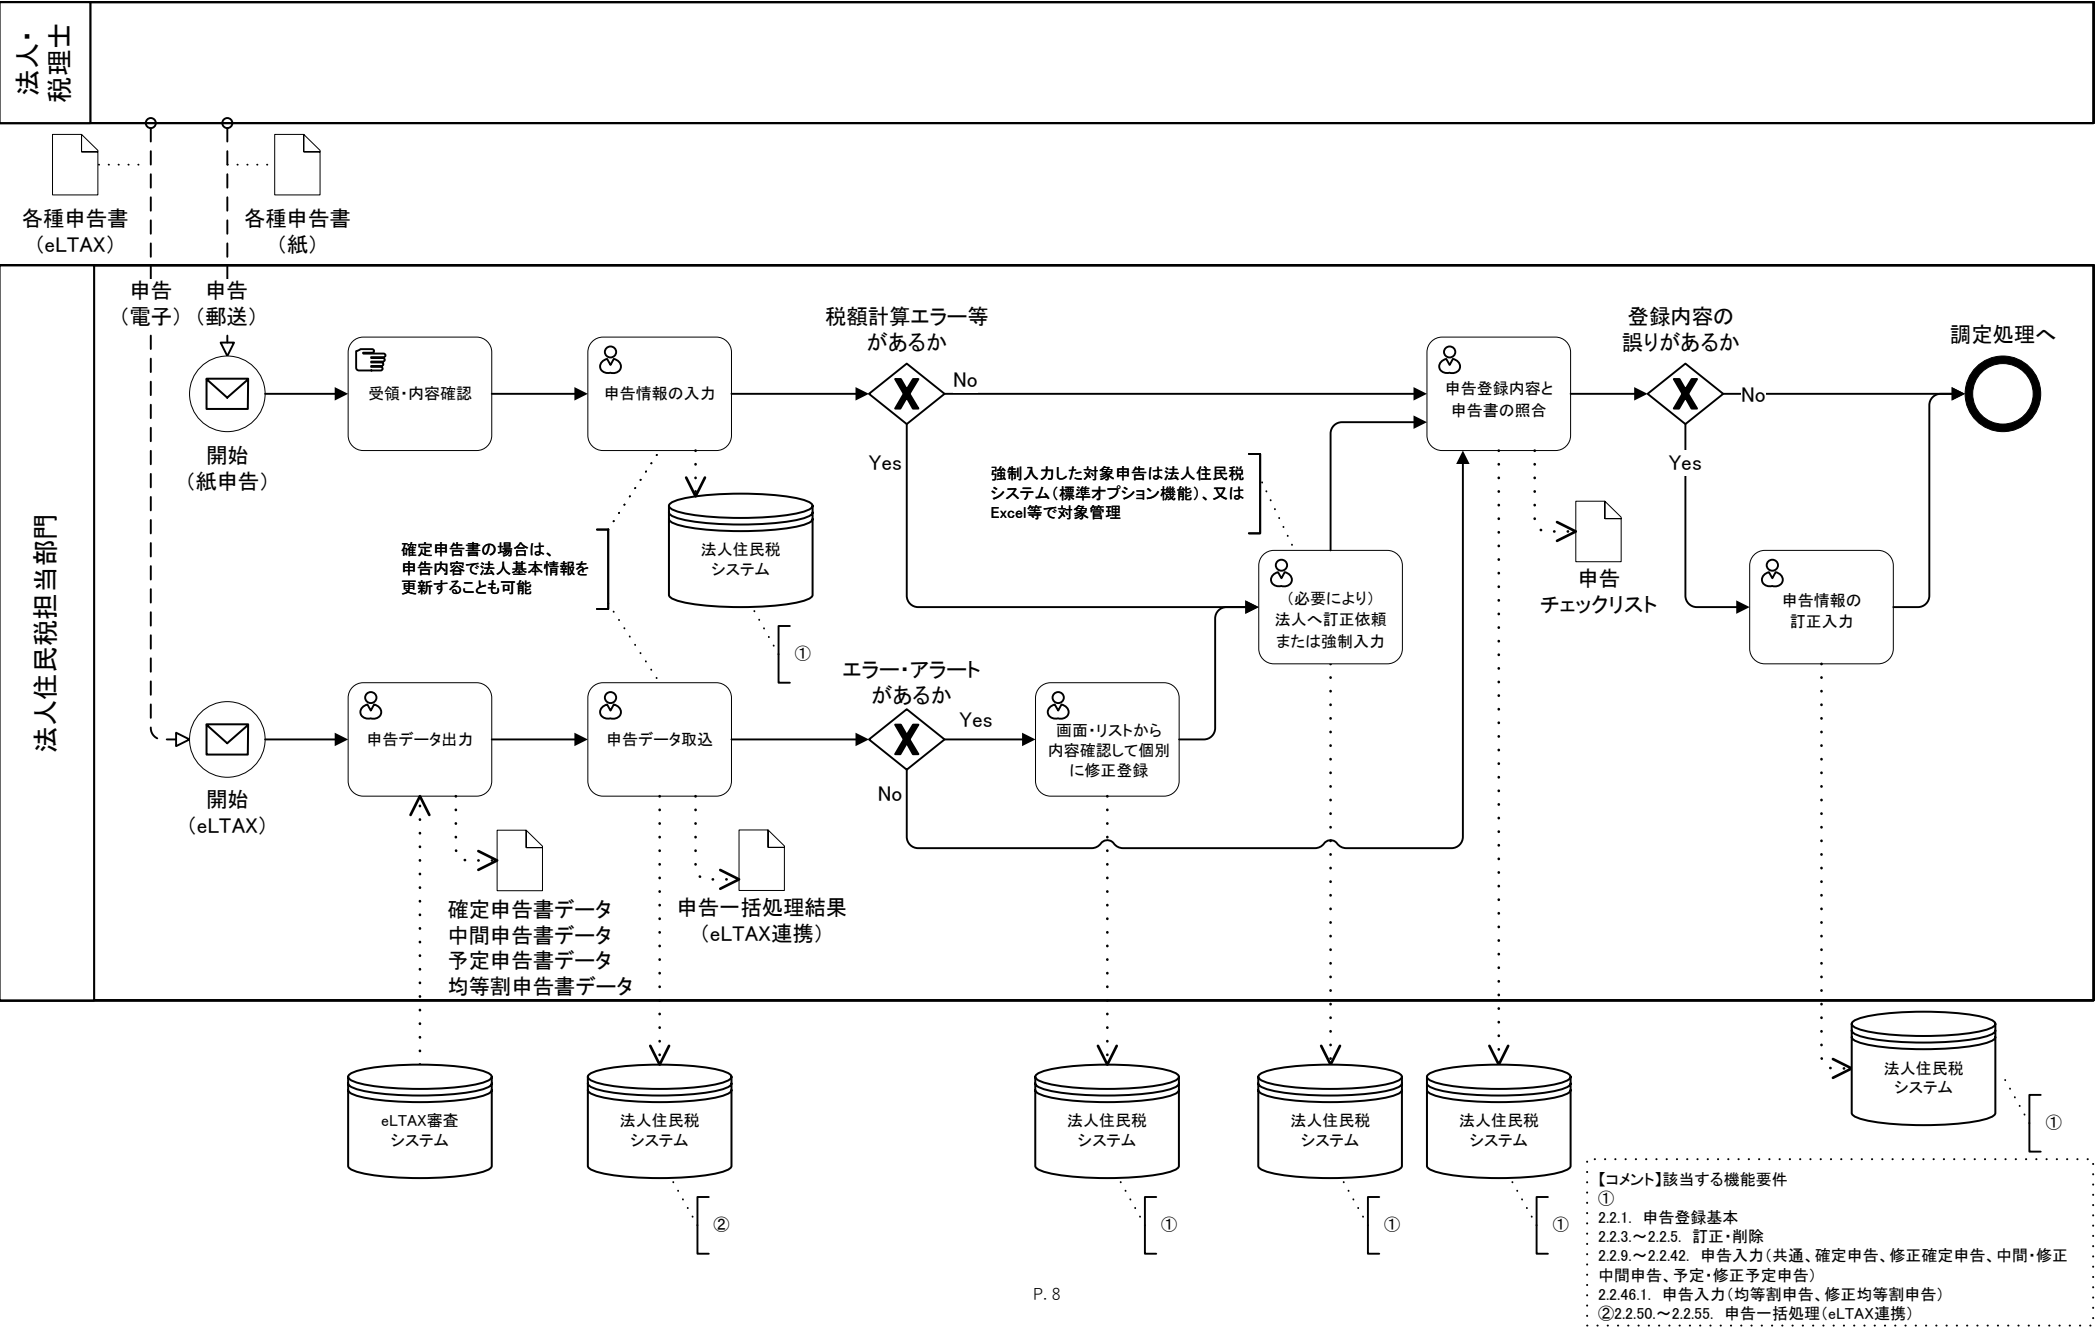 法人・
税理士
各種申告書
（eLTAX）
各種申告書
（紙）
法人住民税担当部門
申告
（電子）
申告
（郵送）
開始
（紙申告）
受領・内容確認
申告情報の入力
税額計算エラー等
があるか
No
Yes
申告登録内容と
申告書の照合
登録内容の
誤りがあるか
No
Yes
調定処理へ
確定申告書の場合は、
申告内容で法人基本情報を
更新することも可能
法人住民税
システム
①
強制入力した対象申告は法人住民税
システム（標準オプション機能）、又は
Excel等で対象管理
（必要により）
法人へ訂正依頼
または強制入力
申告
チェックリスト
申告情報の
訂正入力
開始
（eLTAX）
申告データ出力
申告データ取込
エラー・アラート
があるか
Yes
No
画面・リストから
内容確認して個別
に修正登録
確定申告書データ
中間申告書データ
予定申告書データ
均等割申告書データ
申告一括処理結果
（eLTAX連携）
eLTAX審査
システム
法人住民税
システム
②
法人住民税
システム
①
法人住民税
システム
①
法人住民税
システム
①
法人住民税
システム
①
【コメント】該当する機能要件
①
2.2.1. 申告登録基本
2.2.3.～2.2.5. 訂正・削除
2.2.9.～2.2.42. 申告入力（共通、確定申告、修正確定申告、中間・修正
中間申告、予定・修正予定申告）
2.2.46.1. 申告入力（均等割申告、修正均等割申告）
②2.2.50.～2.2.55. 申告一括処理（eLTAX連携）
P. 8